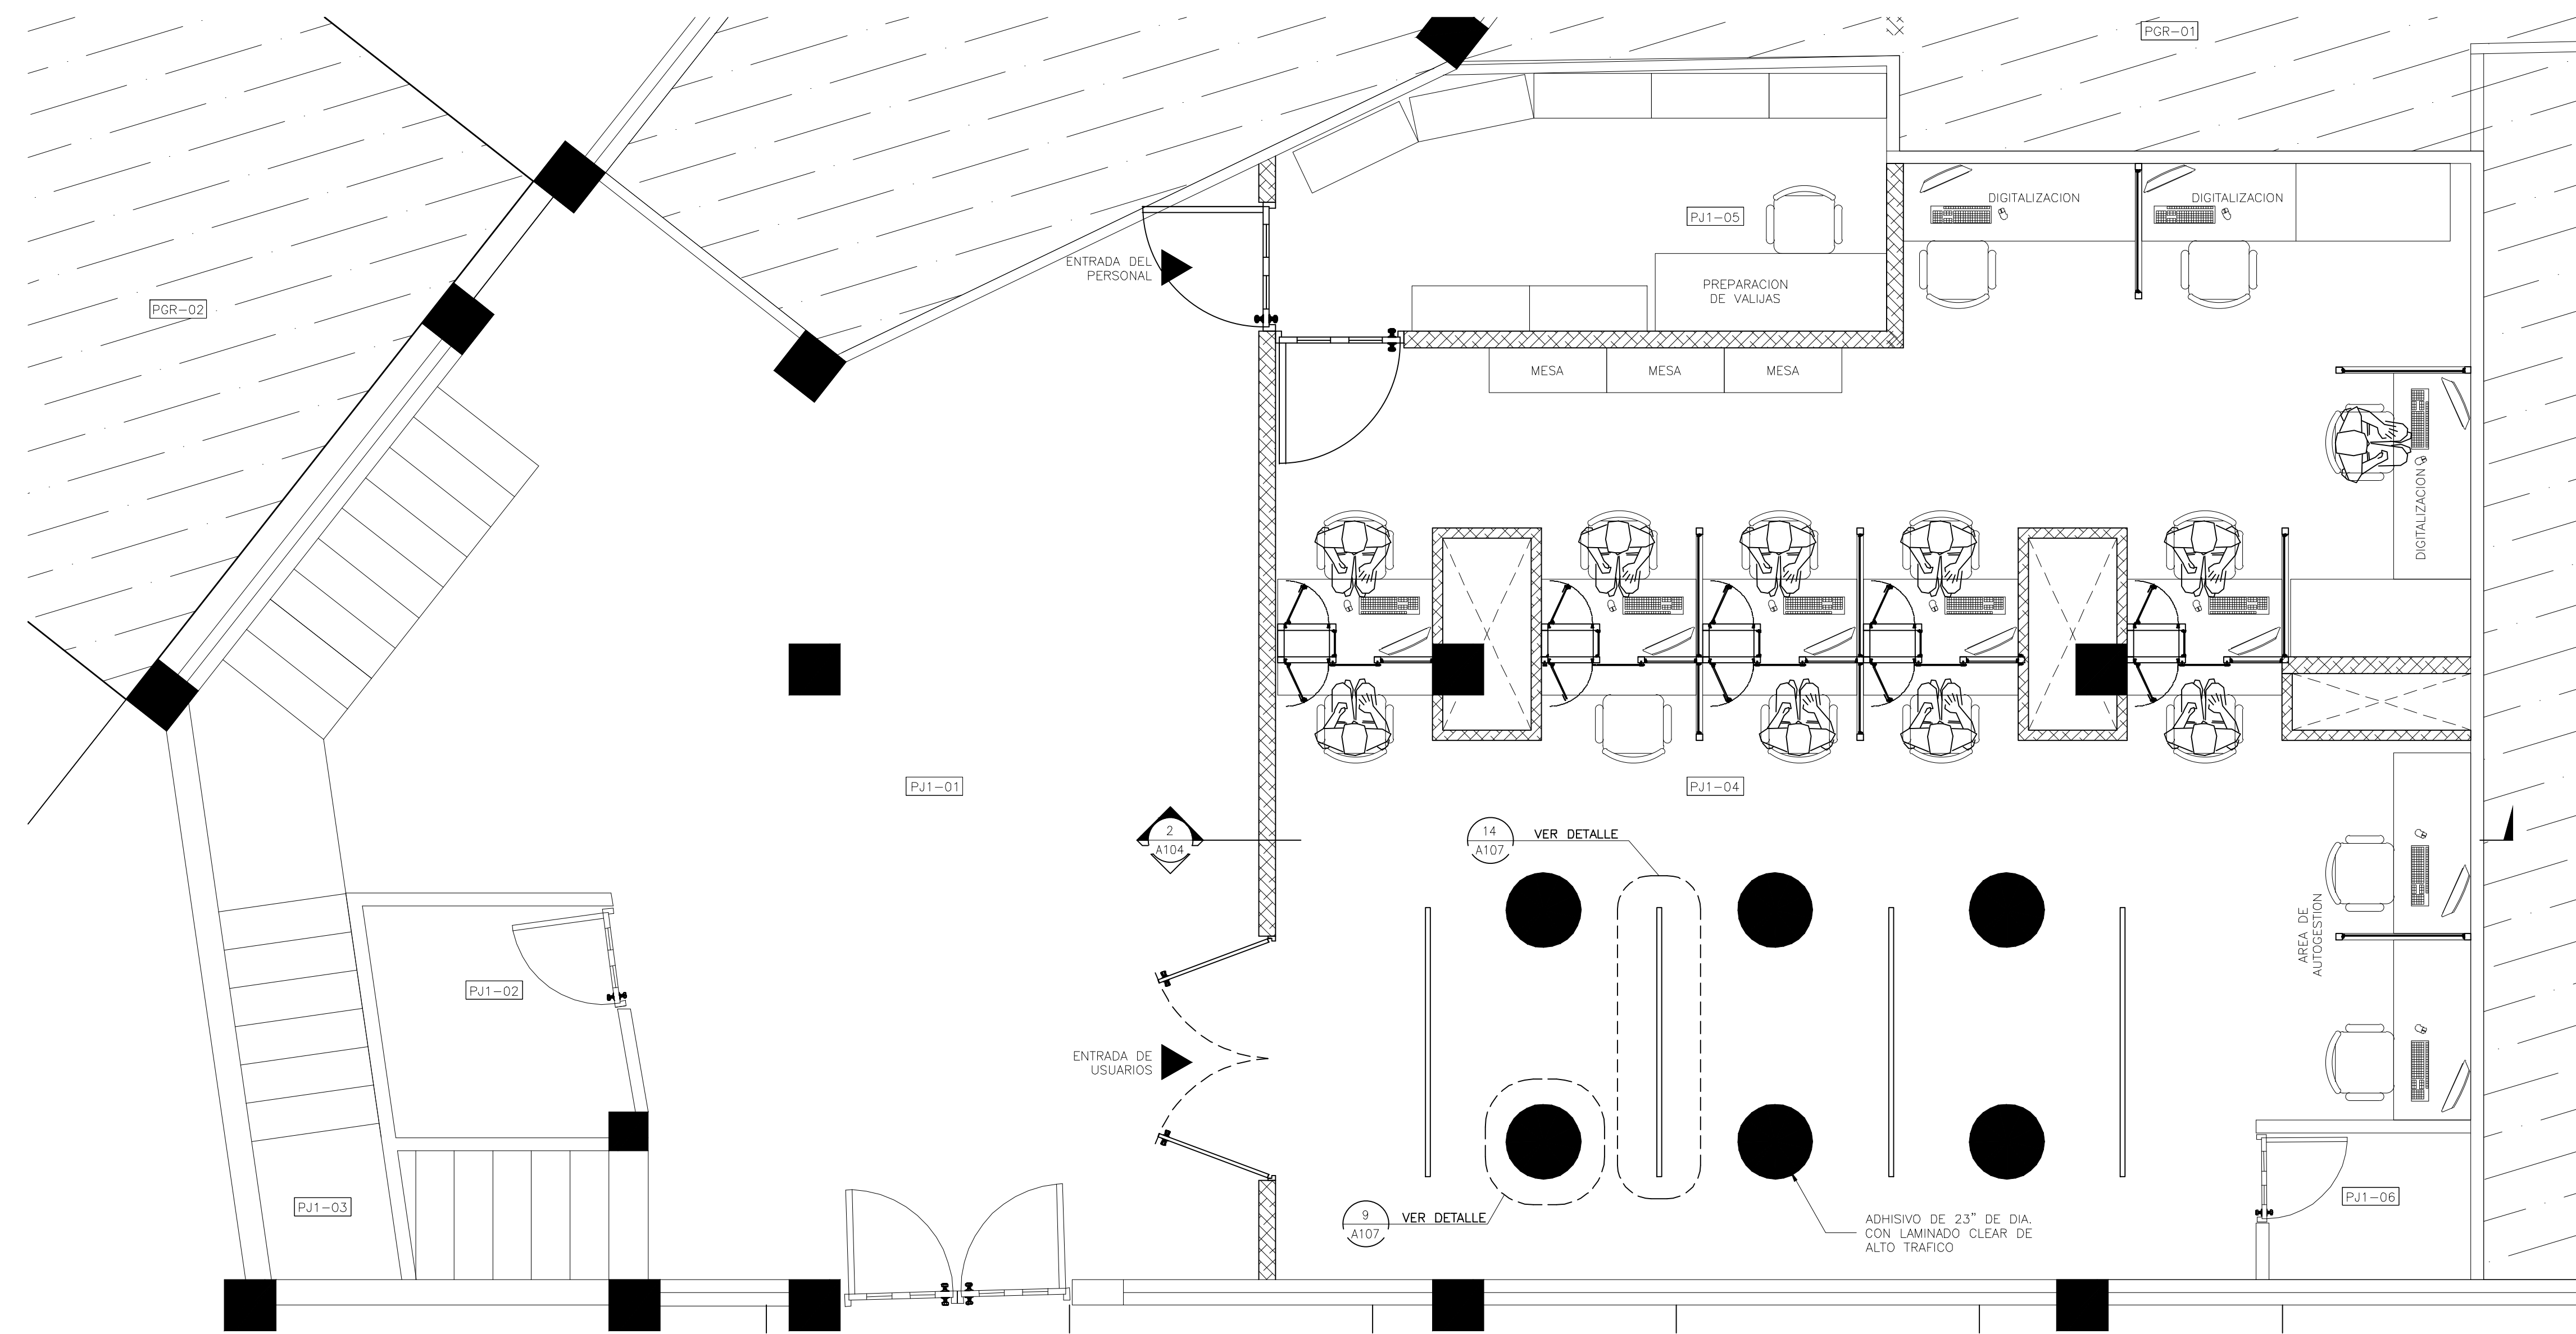 PGR-01
DIGITALIZACION
DIGITALIZACION
PJ1-05
ENTRADA DEL
PERSONAL
PREPARACION
DE VALIJAS
PGR-02
MESA
MESA
MESA
DIGITALIZACION
PJ1-01
PJ1-04
2
A104
14
A107
VER DETALLE
AREA DE
AUTOGESTION
PJ1-02
ENTRADA DE
USUARIOS
PJ1-03
9
A107
VER DETALLE
ADHISIVO DE 23" DE DIA.
CON LAMINADO CLEAR DE
ALTO TRAFICO
PJ1-06